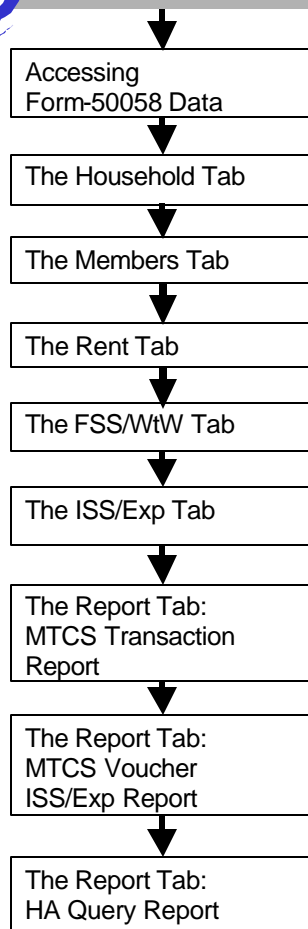 Accessing
Form-50058 Data
The Household Tab
The Members Tab
The Rent Tab
The FSS/WtW Tab
The ISS/Exp Tab
The Report Tab:
MTCS Transaction
Report
The Report Tab:
MTCS Voucher
ISS/Exp Report
The Report Tab:
HA Query Report